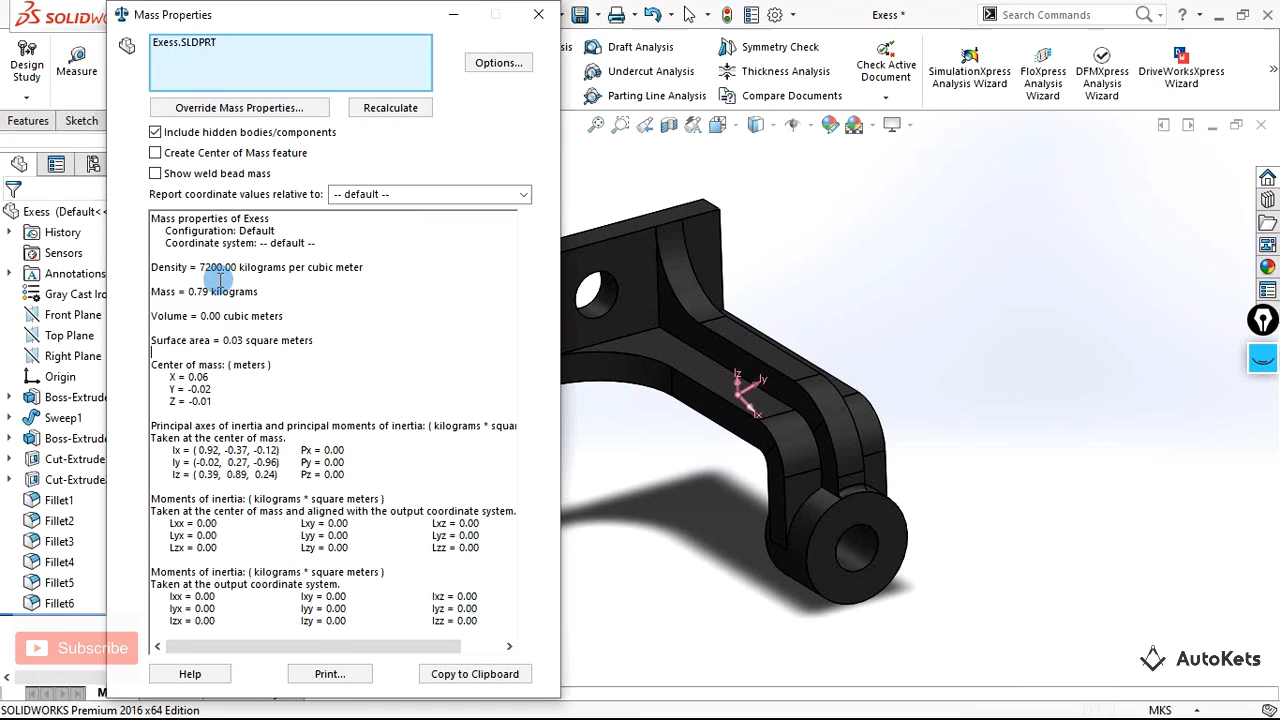 SOLIDWORKS
Mass Properties
Exess *
Search Commands
Exess.SLDPRT
Options...
Override Mass Properties...
Recalculate
Include hidden bodies/components
Create Center of Mass feature
Show weld bead mass
Report coordinate values relative to:
-- default --
Mass properties of Exess
Configuration: Default
Coordinate system: -- default --
Density = 7200.00 kilograms per cubic meter
Mass = 0.79 kilograms
Volume = 0.00 cubic meters
Surface area = 0.03 square meters
Center of mass: ( meters )
X = 0.06
Y = -0.02
Z = -0.01
Principal axes of inertia and principal moments of inertia: ( kilograms * squar
Taken at the center of mass.
Ix = ( 0.92, -0.37, -0.12) Px = 0.00
Iy = (-0.02, 0.27, -0.96) Py = 0.00
Iz = ( 0.39, 0.89, 0.24) Pz = 0.00
Moments of inertia: ( kilograms * square meters )
Taken at the center of mass and aligned with the output coordinate system.
Lxx = 0.00 Lxy = 0.00 Lxz = 0.00
Lyx = 0.00 Lyy = 0.00 Lyz = 0.00
Lzx = 0.00 Lzy = 0.00 Lzz = 0.00
Moments of inertia: ( kilograms * square meters )
Taken at the output coordinate system.
Ixx = 0.00 Ixy = 0.00 Ixz = 0.00
Iyx = 0.00 Iyy = 0.00 Iyz = 0.00
Izx = 0.00 Izy = 0.00 Izz = 0.00
Help
Print...
Copy to Clipboard
Design
Study
Measure
Features
Sketch
Exess (Default<
History
Sensors
Annotations
Gray Cast Iro
Front Plane
Top Plane
Right Plane
Origin
Boss-Extrude
Sweep1
Boss-Extrude
Cut-Extrude
Cut-Extrude
Fillet1
Fillet2
Fillet3
Fillet4
Fillet5
Fillet6
Subscribe
sis
Draft Analysis
Undercut Analysis
Parting Line Analysis
Symmetry Check
Thickness Analysis
Compare Documents
Check Active
Document
SimulationXpress
Analysis Wizard
FloXpress
Analysis
Wizard
DFMXpress
Analysis
Wizard
DriveWorksXpress
Wizard
Iz
Iy
Ix
AutoKets
M
SOLIDWORKS Premium 2016 x64 Edition
MKS